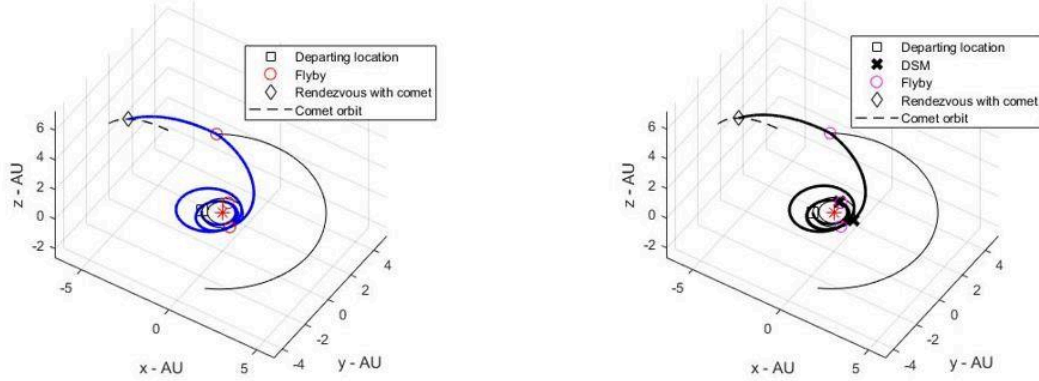 Departing location
Flyby
Rendezvous with comet
Comet orbit
6
4
2
0
-2
z - AU
-5
0
5
x - AU
-4
-2
0
2
4
y - AU
Departing location
DSM
Flyby
Rendezvous with comet
Comet orbit
6
4
2
0
-2
z - AU
-5
0
5
x - AU
-4
-2
0
2
4
y - AU